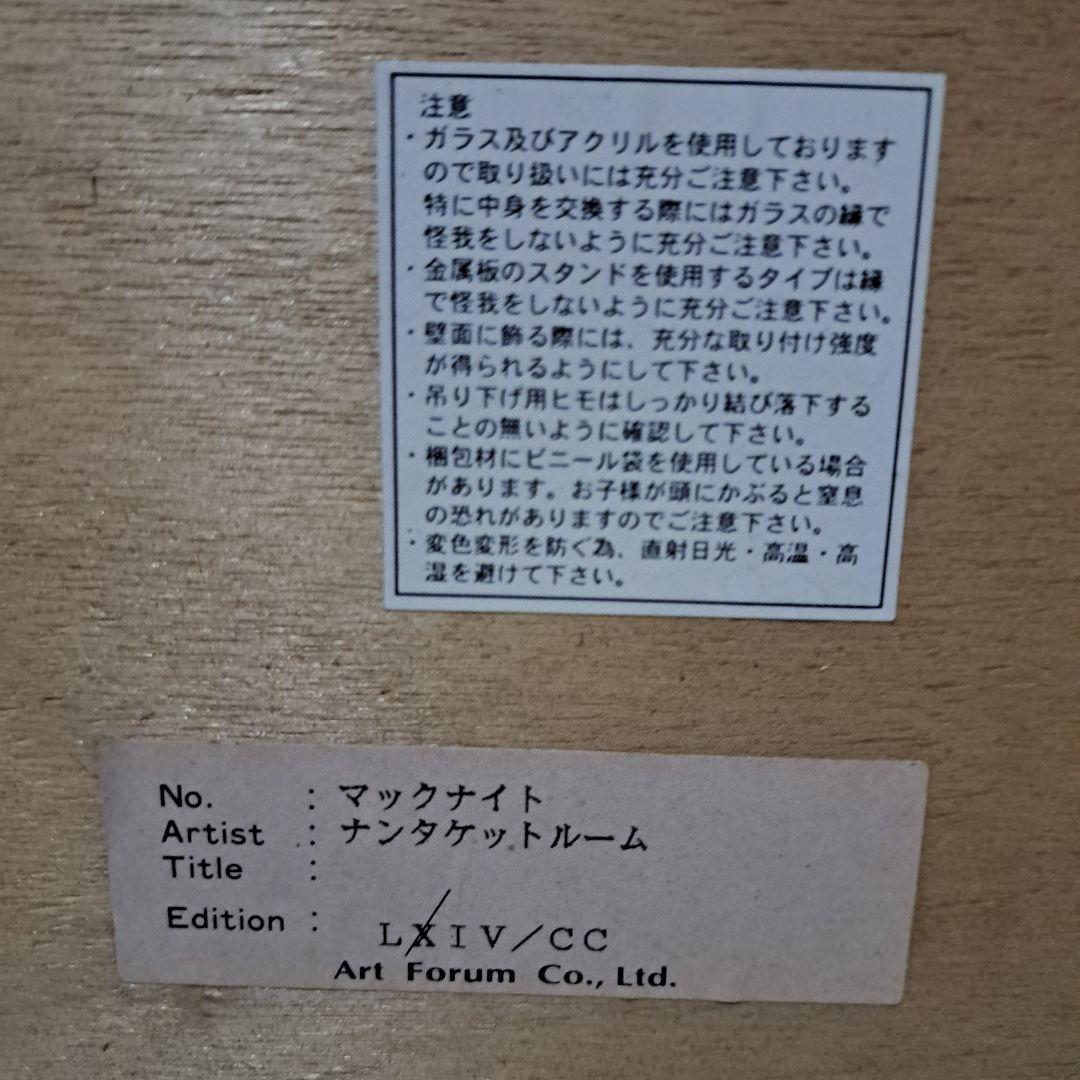 注意
・ガラス及びアクリルを使用しております
ので取り扱いには充分ご注意下さい。
特に中身を交換する際にはガラスの縁で
怪我をしないように充分ご注意下さい。
・金属板のスタンドを使用するタイプは縁
で怪我をしないように充分ご注意下さい。
・壁面に飾る際には、充分な取り付け強度
が得られるようにして下さい。
・吊り下げ用ヒモはしっかり結び落下する
ことの無いように確認して下さい。
・梱包材にビニール袋を使用している場合
があります。お子様が頭にかぶると窒息
の恐れがありますのでご注意下さい。
・変色変形を防ぐ為、直射日光・高温・高
湿を避けて下さい。
No. : マックナイト
Artist : ナンタケットルーム
Title :
Edition : LXIV/CC
Art Forum Co., Ltd.